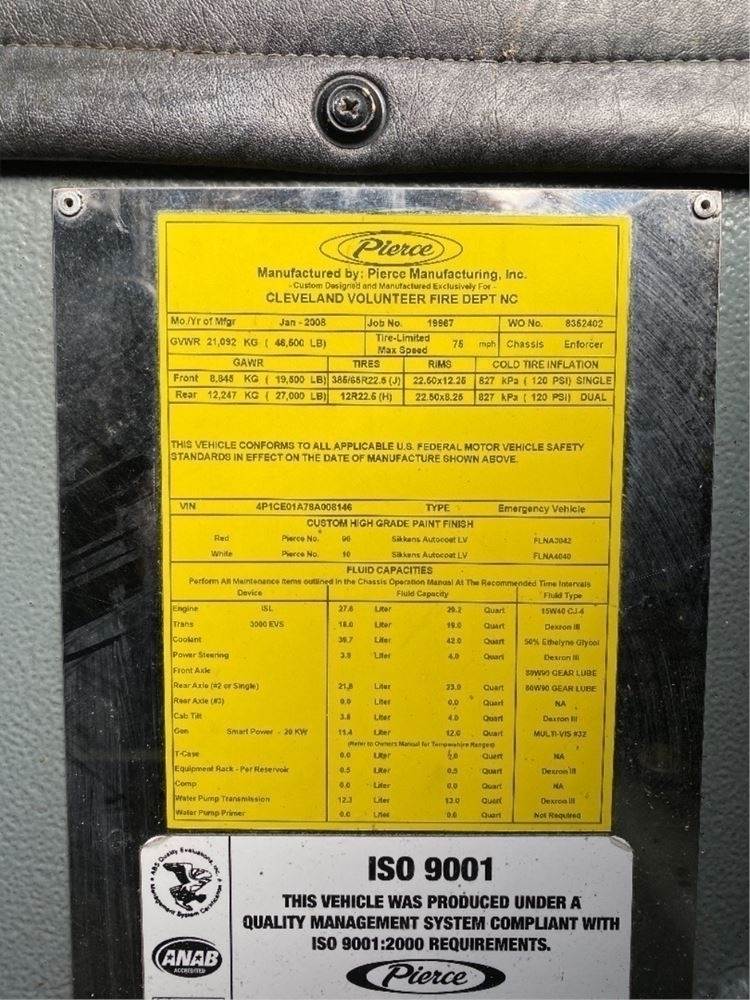 Pierce
Manufactured by: Pierce Manufacturing, Inc.
- Custom Designed and Manufactured Exclusively For -
CLEVELAND VOLUNTEER FIRE DEPT NC
Mo./Yr of Mfgr Jan - 2008 Job No. 19967 WO No. 8352402
GVWR 21,092 KG ( 46,500 LB) Tire-Limited Max Speed 75 mph Chassis Enforcer
GAWR TIRES RIMS COLD TIRE INFLATION
Front 8,845 KG ( 19,500 LB) 385/65R22.5 (J) 22.50x12.25 827 kPa ( 120 PSI) SINGLE
Rear 12,247 KG ( 27,000 LB) 12R22.5 (H) 22.50x8.25 827 kPa ( 120 PSI) DUAL
THIS VEHICLE CONFORMS TO ALL APPLICABLE U.S. FEDERAL MOTOR VEHICLE SAFETY
STANDARDS IN EFFECT ON THE DATE OF MANUFACTURE SHOWN ABOVE.
VIN 4P1CE01A78A008146 TYPE Emergency Vehicle
CUSTOM HIGH GRADE PAINT FINISH
Red Pierce No. 90 Sikkens Autocoat LV FLNA3042
White Pierce No. 10 Sikkens Autocoat LV FLNA4040
FLUID CAPACITIES
Perform All Maintenance items outlined in the Chassis Operation Manual At The Recommended Time Intervals
Device Fluid Capacity Fluid Type
Engine ISL 27.6 Liter 29.2 Quart 15W40 CJ-4
Trans 3000 EVS 18.0 Liter 19.0 Quart Dexron III
Coolant 39.7 Liter 42.0 Quart 50% Ethelyne Glycol
Power Steering 3.8 Liter 4.0 Quart Dexron III
Front Axle 80W90 GEAR LUBE
Rear Axle (#2 or Single) 21.8 Liter 23.0 Quart 80W90 GEAR LUBE
Rear Axle (#3) 0.0 Liter 0.0 Quart NA
Cab Tilt 3.8 Liter 4.0 Quart Dexron III
Gen Smart Power - 20 KW 11.4 Liter 12.0 Quart MULTI-VIS #32
(Refer to Owners Manual for Temperature Ranges)
T-Case 0.0 Liter Quart NA
Equipment Rack - Per Reservoir 0.5 Liter 0.5 Quart Dexron III
Comp 0.0 Liter 0.0 Quart NA
Water Pump Transmission 12.3 Liter 13.0 Quart Dexron III
Water Pump Primer 0.0 Liter 0.0 Quart Not Required
ABS Quality Evaluations, Inc.
Management System Certification
ISO 9001
THIS VEHICLE WAS PRODUCED UNDER A
QUALITY MANAGEMENT SYSTEM COMPLIANT WITH
ISO 9001:2000 REQUIREMENTS.
ANAB
ACCREDITED
Pierce